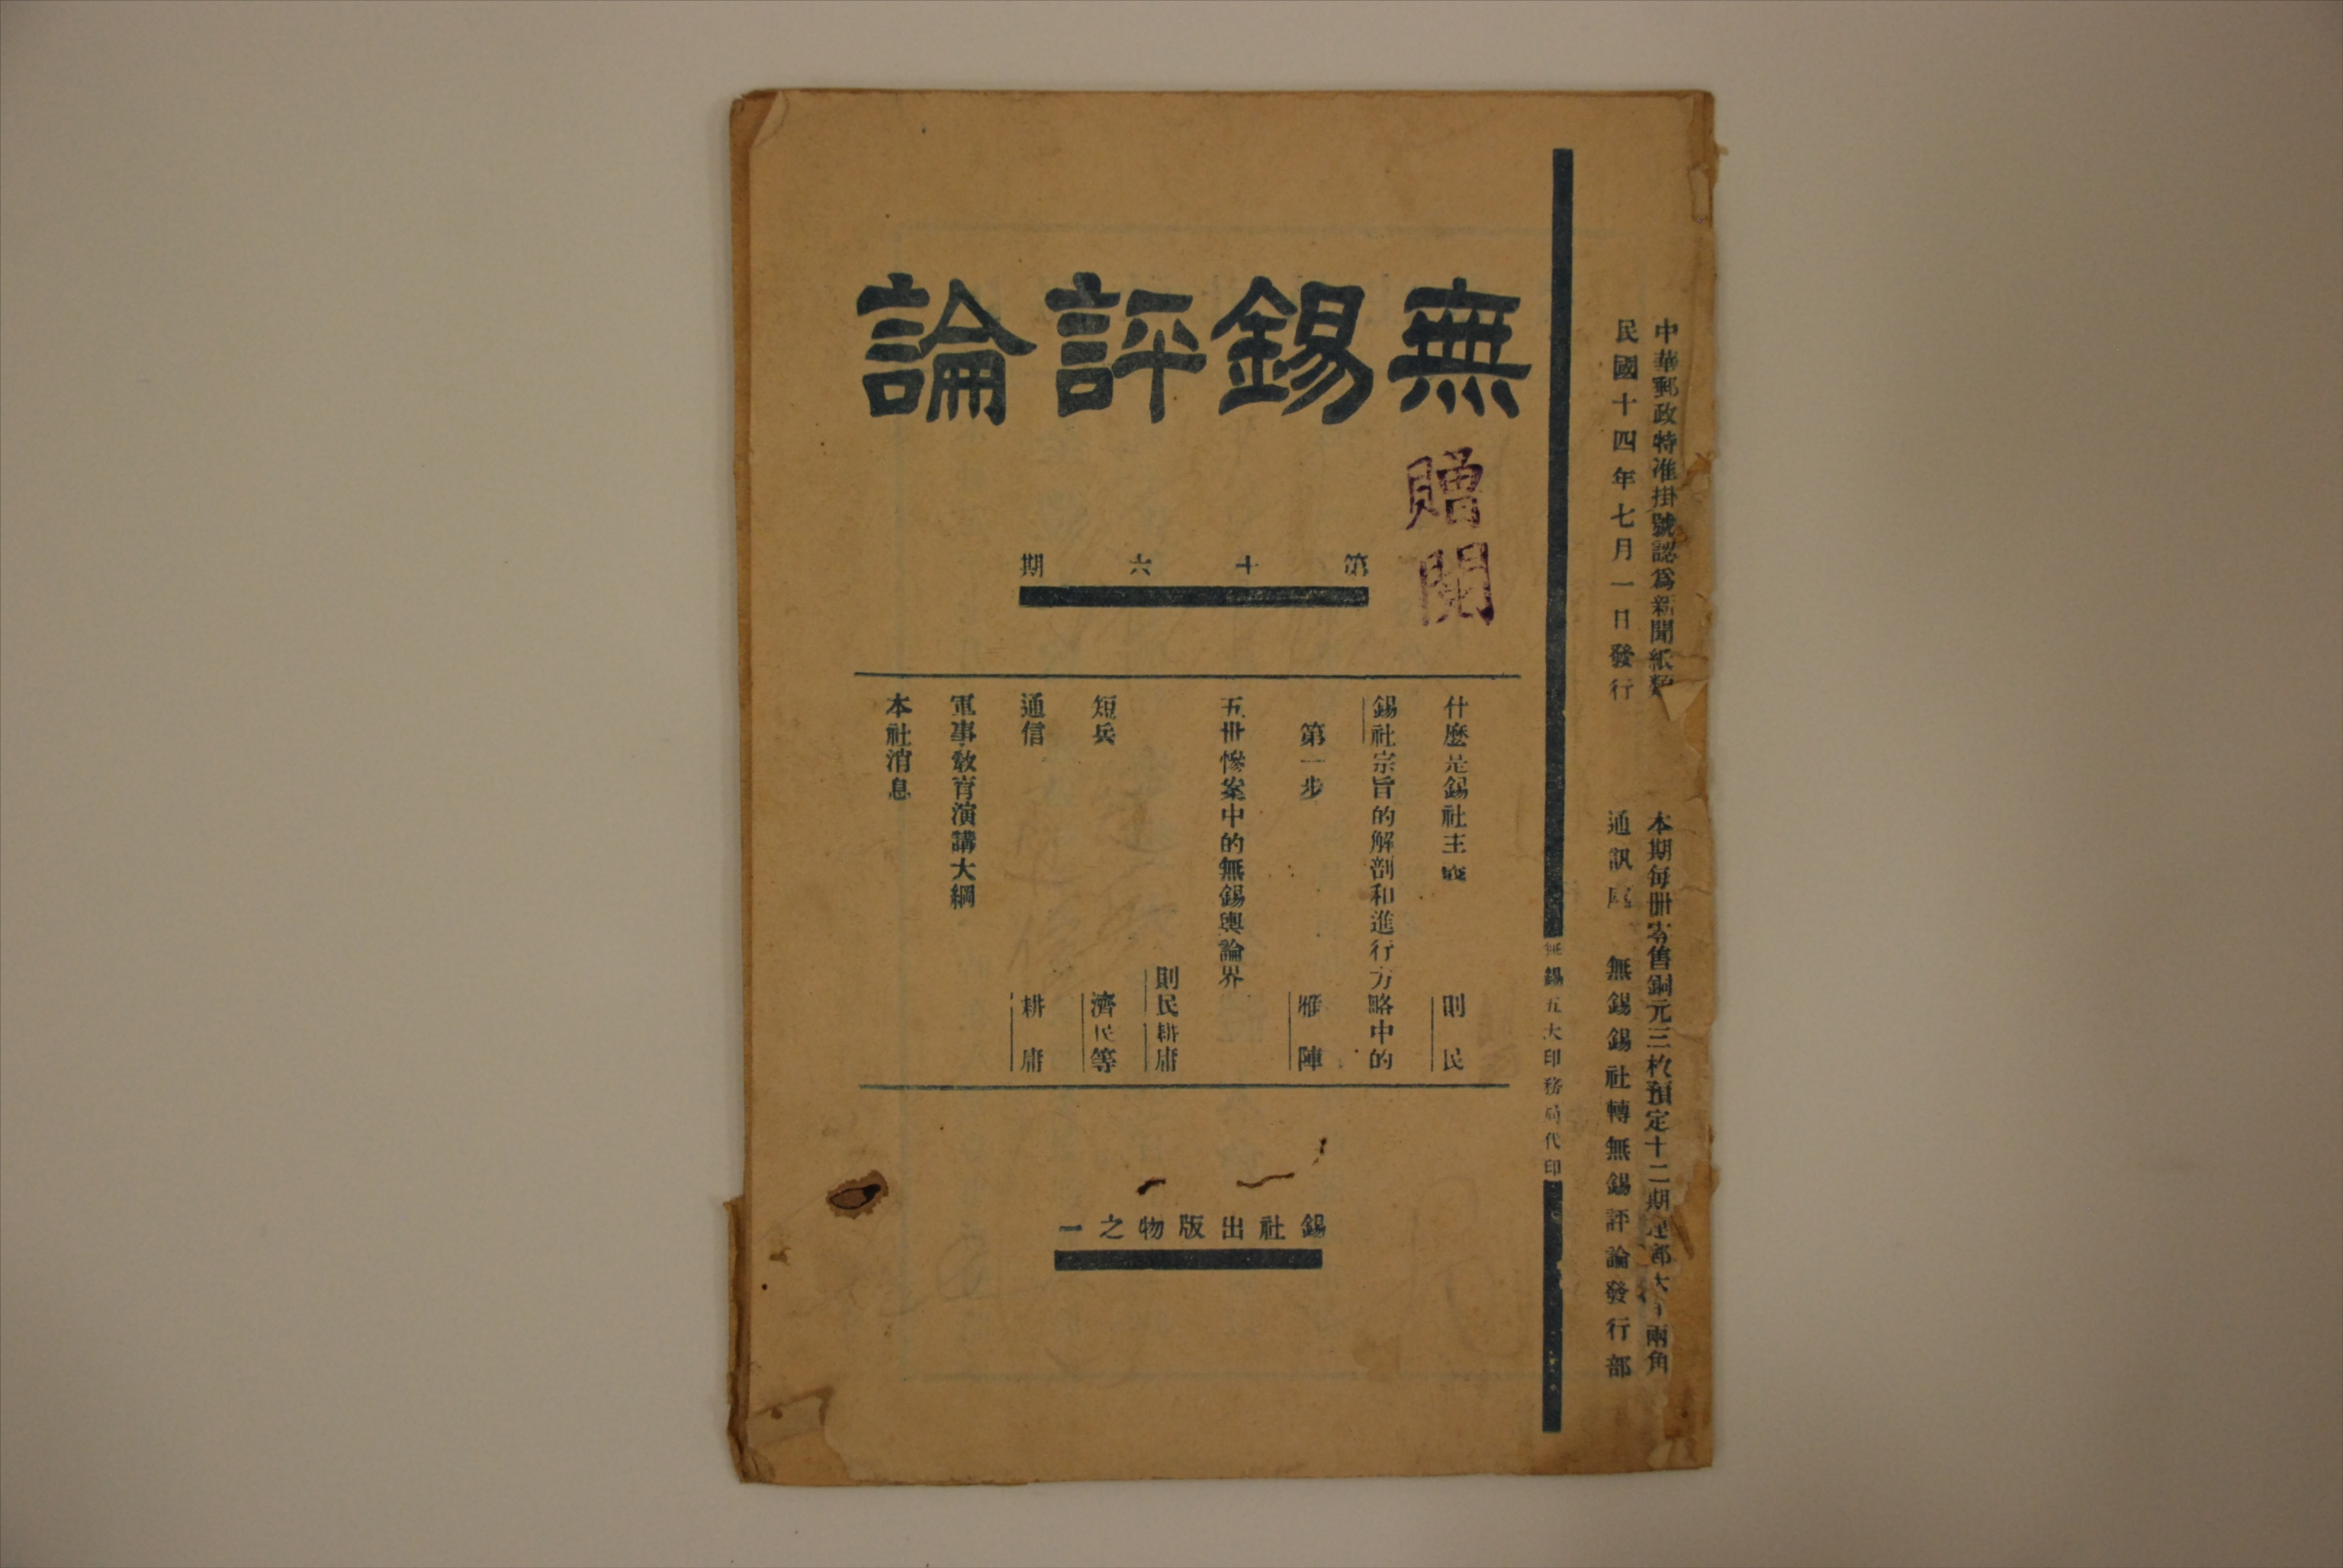 中華郵政特准掛號認爲新聞紙類
民國十四年七月一日發行
本期每冊零售銅元三枚預定十二期連郵大洋兩角
通訊處 無錫錫社轉無錫評論發行部
無錫五大印務局代印
無錫評論
贈閱
第十六期
什麼是錫社主義 則民
錫社宗旨的解剖和進行方略中的
第一步 雅陣
五卅慘案中的無錫輿論界 則民耕庸
短兵 濟民等
通信 耕庸
軍事教育演講大綱
本社消息
錫社出版物之一